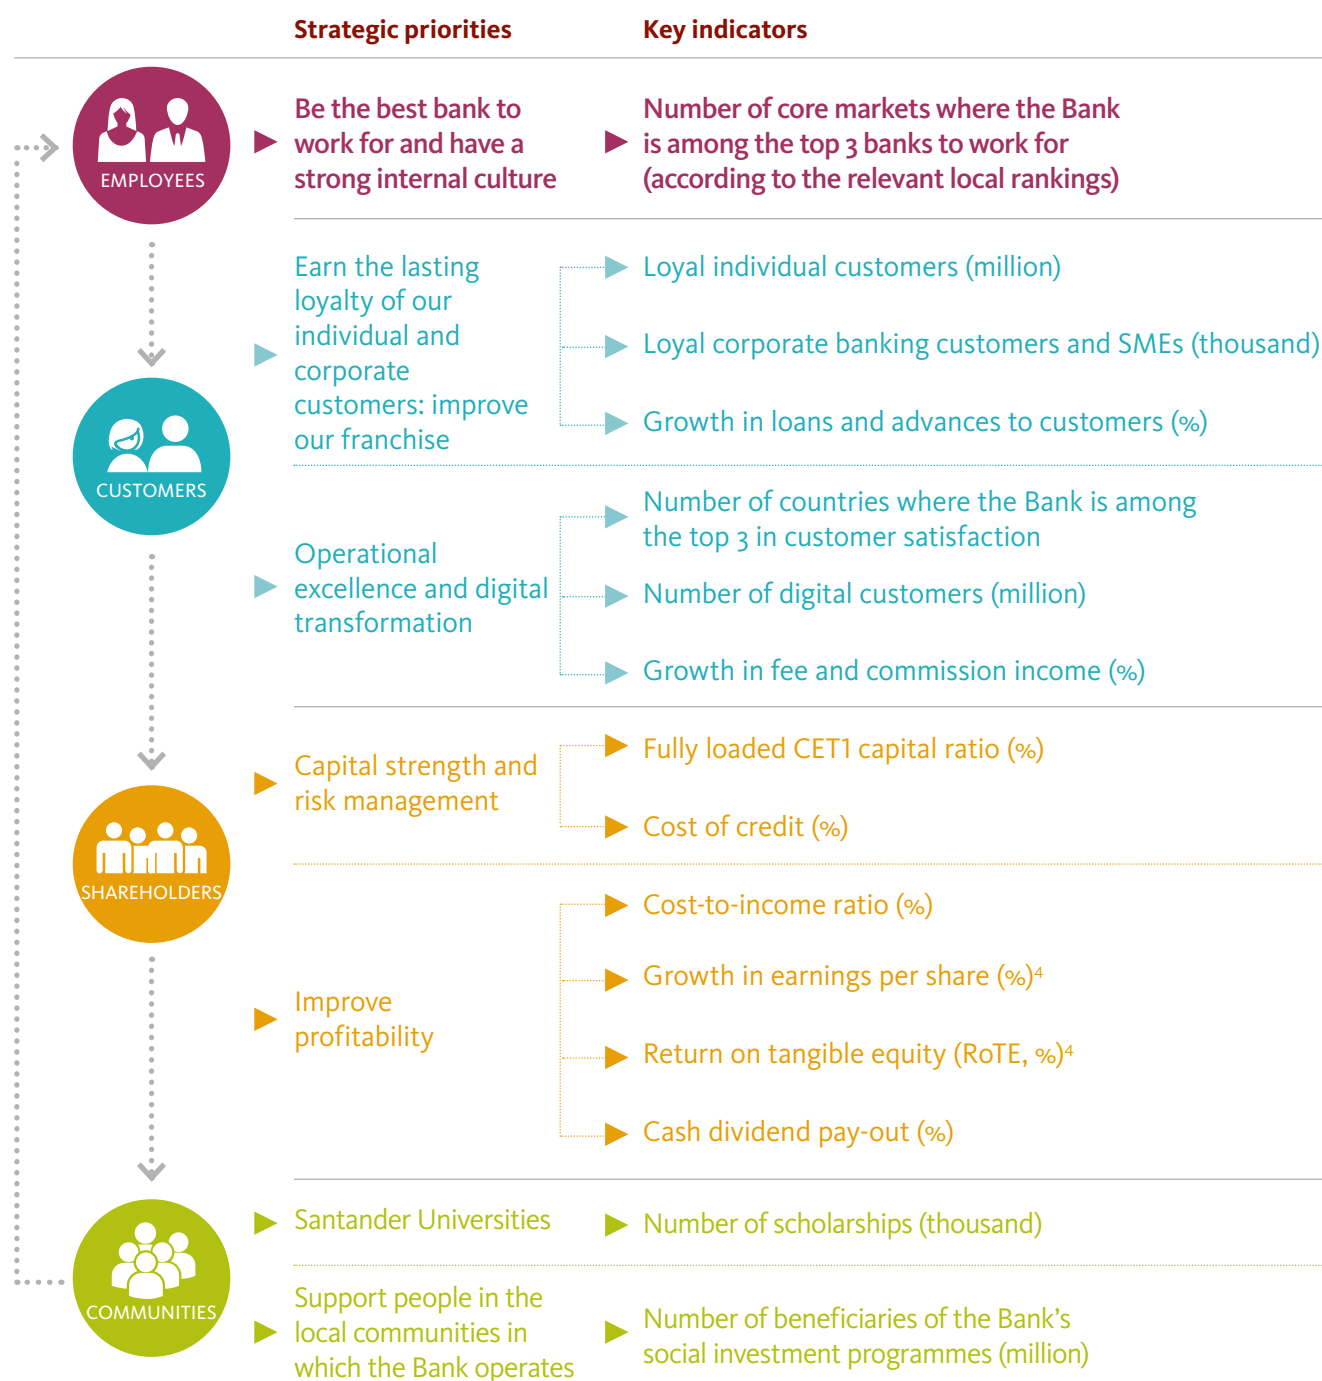 Strategic priorities
Key indicators
EMPLOYEES
Be the best bank to
work for and have a
strong internal culture
Number of core markets where the Bank
is among the top 3 banks to work for
(according to the relevant local rankings)
CUSTOMERS
Earn the lasting
loyalty of our
individual and
corporate
customers: improve
our franchise
Loyal individual customers (million)
Loyal corporate banking customers and SMEs (thousand)
Growth in loans and advances to customers (%)
Operational
excellence and digital
transformation
Number of countries where the Bank is among
the top 3 in customer satisfaction
Number of digital customers (million)
Growth in fee and commission income (%)
SHAREHOLDERS
Capital strength and
risk management
Fully loaded CET1 capital ratio (%)
Cost of credit (%)
Improve
profitability
Cost-to-income ratio (%)
Growth in earnings per share (%)⁴
Return on tangible equity (RoTE, %)⁴
Cash dividend pay-out (%)
COMMUNITIES
Santander Universities
Number of scholarships (thousand)
Support people in the
local communities in
which the Bank operates
Number of beneficiaries of the Bank’s
social investment programmes (million)